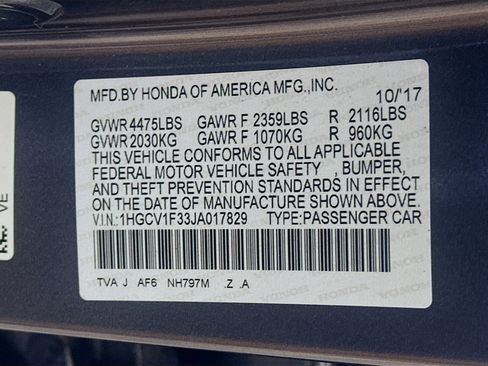 MFD.BY HONDA OF AMERICA MFG.,INC. 10/'17
GVWR 4475LBS GAWR F 2359LBS R 2116LBS
GVWR 2030KG GAWR F 1070KG R 960KG
THIS VEHICLE CONFORMS TO ALL APPLICABLE
FEDERAL MOTOR VEHICLE SAFETY , BUMPER,
AND THEFT PREVENTION STANDARDS IN EFFECT
ON THE DATE OF MANUFACTURE SHOWN ABOVE.
V.I.N:1HGCV1F33JA017829 TYPE:PASSENGER CAR
TVA J AF6 NH797M .Z .A
VE